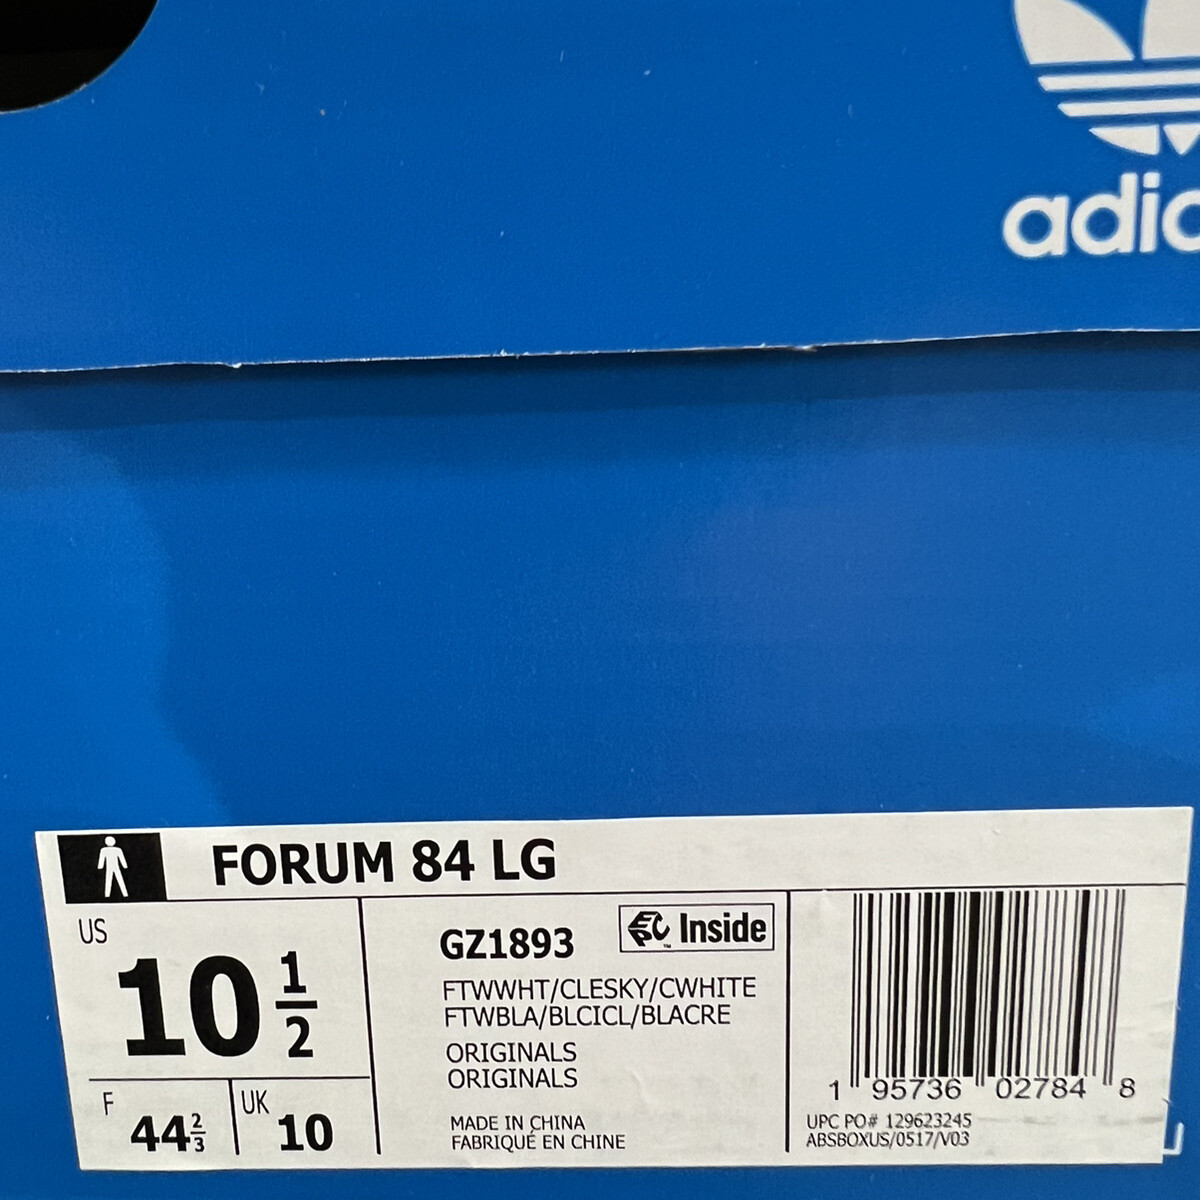 adid
FORUM 84 LG
US
10 1/2
F
44 2/3
UK
10
GZ1893
EPC Inside
™
FTWWHT/CLESKY/CWHITE
FTWBLA/BLCICL/BLACRE
ORIGINALS
ORIGINALS
MADE IN CHINA
FABRIQUÉ EN CHINE
1 95736 02784 8
UPC PO# 129623245
ABSBOXUS/0517/V03